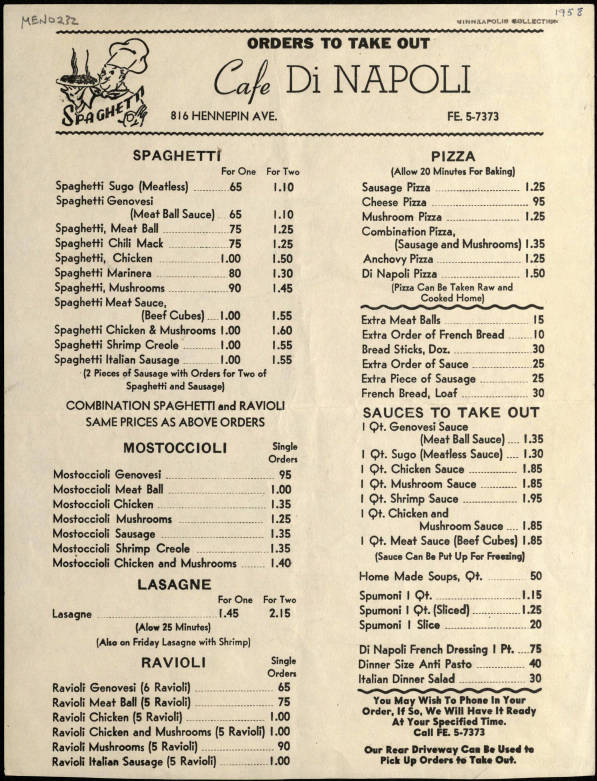 MEN0232
MINNEAPOLIS COLLECTION
1958
ORDERS TO TAKE OUT
Cafe Di NAPOLI
SPAGHETTI
816 HENNEPIN AVE. FE. 5-7373
SPAGHETTI
For One For Two
Spaghetti Sugo (Meatless) 65 1.10
Spaghetti Genovesi
(Meat Ball Sauce) 65 1.10
Spaghetti, Meat Ball 75 1.25
Spaghetti Chili Mack 75 1.25
Spaghetti, Chicken 1.00 1.50
Spaghetti Marinera 80 1.30
Spaghetti, Mushrooms 90 1.45
Spaghetti Meat Sauce,
(Beef Cubes) 1.00 1.55
Spaghetti Chicken & Mushrooms 1.00 1.60
Spaghetti Shrimp Creole 1.00 1.55
Spaghetti Italian Sausage 1.00 1.55
(2 Pieces of Sausage with Orders for Two of
Spaghetti and Sausage)
COMBINATION SPAGHETTI and RAVIOLI
SAME PRICES AS ABOVE ORDERS
MOSTOCCIOLI
Single
Orders
Mostoccioli Genovesi 95
Mostoccioli Meat Ball 1.00
Mostoccioli Chicken 1.35
Mostoccioli Mushrooms 1.25
Mostoccioli Sausage 1.35
Mostoccioli Shrimp Creole 1.35
Mostoccioli Chicken and Mushrooms 1.40
LASAGNE
For One For Two
Lasagne 1.45 2.15
(Alow 25 Minutes)
(Also on Friday Lasagne with Shrimp)
RAVIOLI
Single
Orders
Ravioli Genovesi (6 Ravioli) 65
Ravioli Meat Ball (5 Ravioli) 75
Ravioli Chicken (5 Ravioli) 1.00
Ravioli Chicken and Mushrooms (5 Ravioli) 1.00
Ravioli Mushrooms (5 Ravioli) 90
Ravioli Italian Sausage (5 Ravioli) 1.00
PIZZA
(Allow 20 Minutes For Baking)
Sausage Pizza 1.25
Cheese Pizza 95
Mushroom Pizza 1.25
Combination Pizza,
(Sausage and Mushrooms) 1.35
Anchovy Pizza 1.25
Di Napoli Pizza 1.50
(Pizza Can Be Taken Raw and
Cooked Home)
Extra Meat Balls 15
Extra Order of French Bread 10
Bread Sticks, Doz. 30
Extra Order of Sauce 25
Extra Piece of Sausage 25
French Bread, Loaf 30
SAUCES TO TAKE OUT
1 Qt. Genovesi Sauce
(Meat Ball Sauce) 1.35
1 Qt. Sugo (Meatless Sauce) 1.30
1 Qt. Chicken Sauce 1.85
1 Qt. Mushroom Sauce 1.85
1 Qt. Shrimp Sauce 1.95
1 Qt. Chicken and
Mushroom Sauce 1.85
1 Qt. Meat Sauce (Beef Cubes) 1.85
(Sauce Can Be Put Up For Freezing)
Home Made Soups, Qt. 50
Spumoni 1 Qt. 1.15
Spumoni 1 Qt. (Sliced) 1.25
Spumoni 1 Slice 20
Di Napoli French Dressing 1 Pt. 75
Dinner Size Anti Pasto 40
Italian Dinner Salad 30
You May Wish To Phone In Your
Order, If So, We Will Have It Ready
At Your Specified Time.
Call FE. 5-7373
Our Rear Driveway Can Be Used to
Pick Up Orders to Take Out.